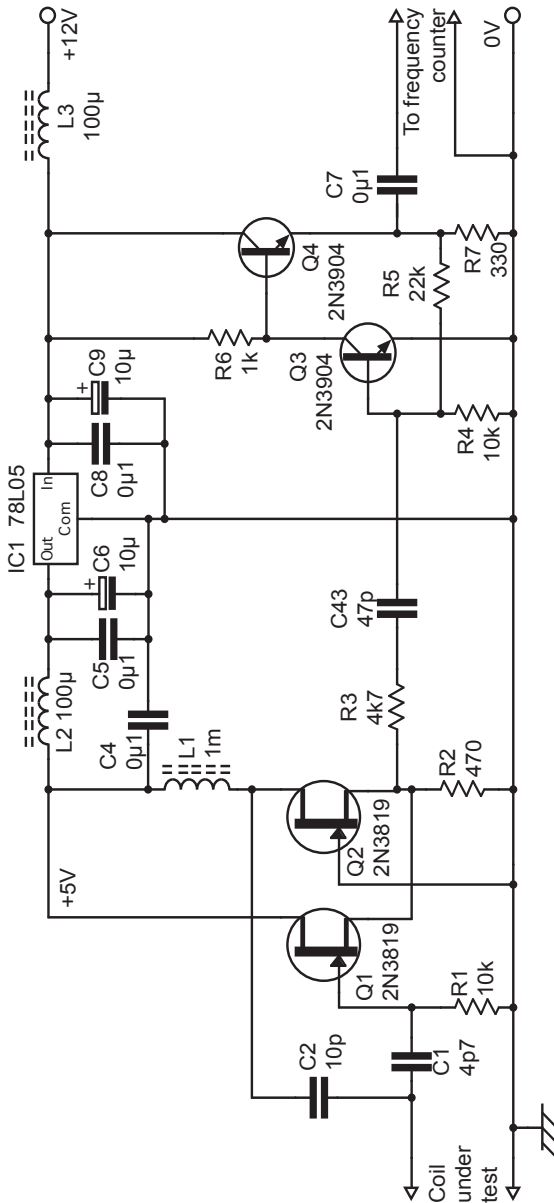 +12V
L3
100µ
IC1 78L05
Out
In
Com
C9
10µ
+
C8
0µ1
C6
10µ
+
C5
0µ1
L2 100µ
C4
0µ1
L1
1m
+5V
R6
1k
Q4
2N3904
Q3
2N3904
C7
0µ1
To frequency
counter
R5
22k
R7
330
R4
10k
C43
47p
R3
4k7
R2
470
Q2
2N3819
Q1
2N3819
R1
10k
C2
10p
C1
4p7
Coil
under
test
0V